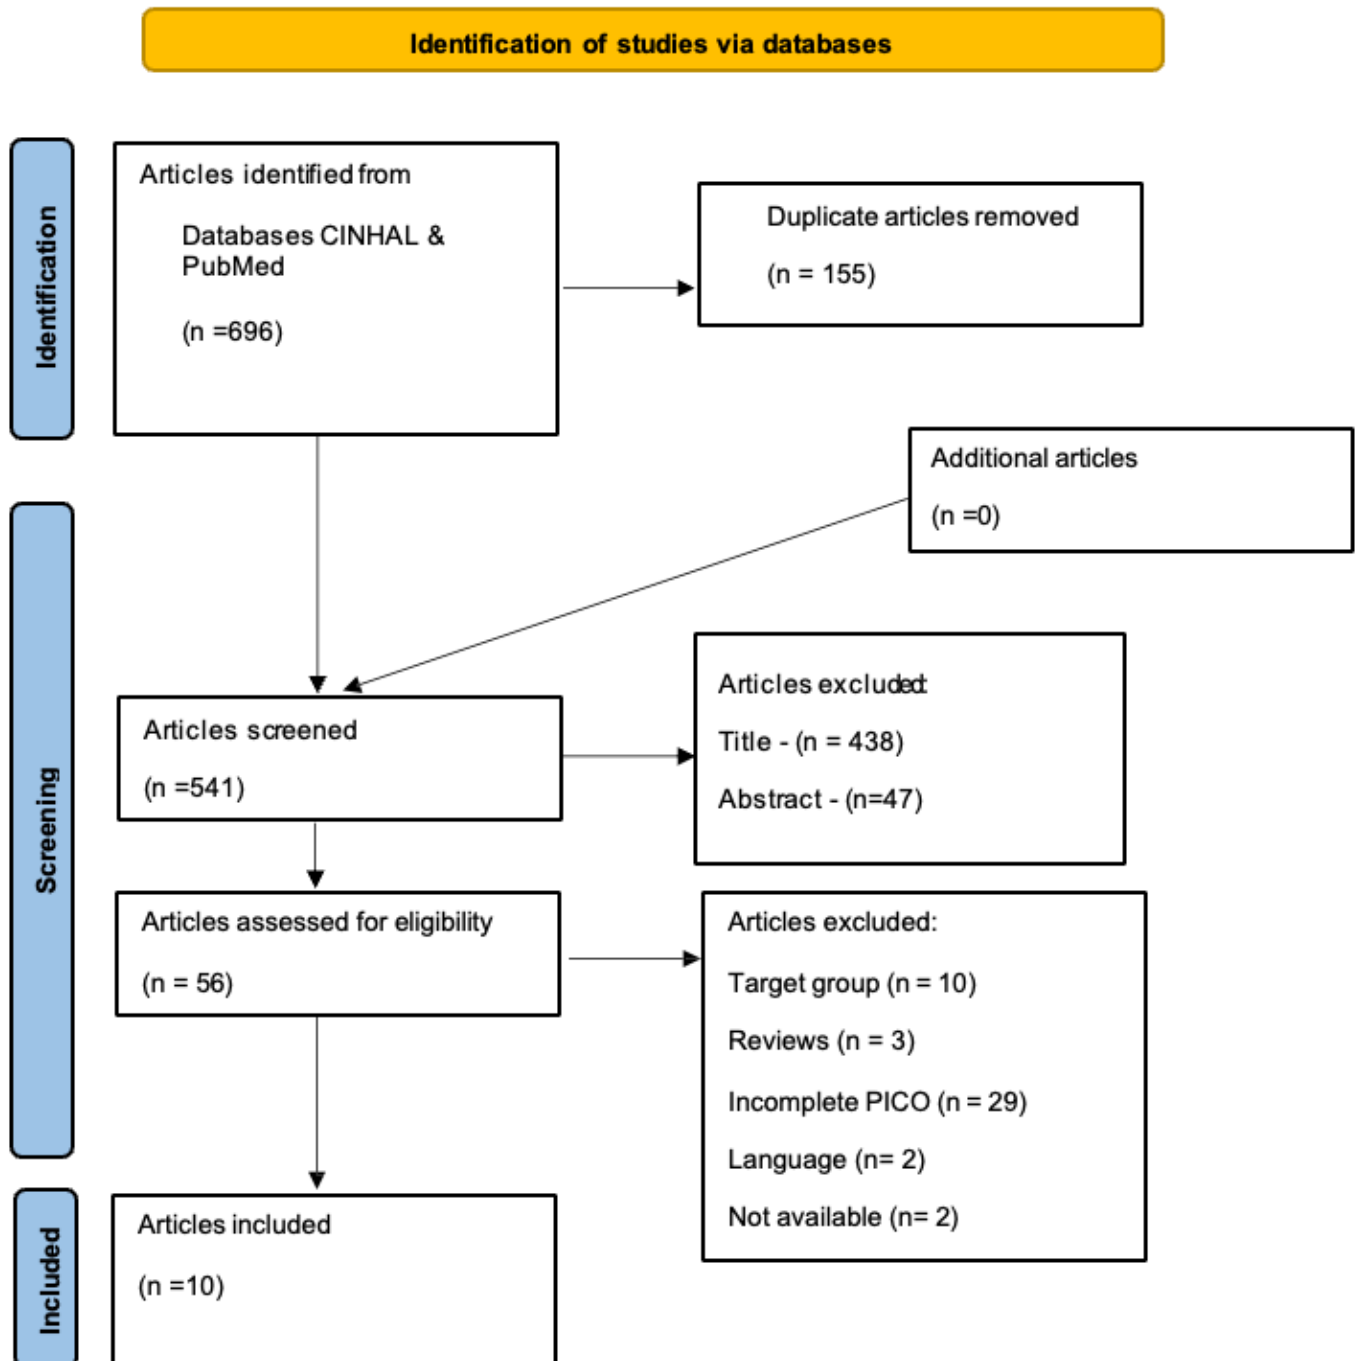 Identification of studies via databases
Identification
Articles identified from
Databases CINHAL &
PubMed
(n =696)
Duplicate articles removed
(n = 155)
Additional articles
(n =0)
Screening
Articles screened
(n =541)
Articles excluded:
Title - (n = 438)
Abstract - (n=47)
Articles assessed for eligibility
(n = 56)
Articles excluded:
Target group (n = 10)
Reviews (n = 3)
Incomplete PICO (n = 29)
Language (n= 2)
Not available (n= 2)
Included
Articles included
(n =10)